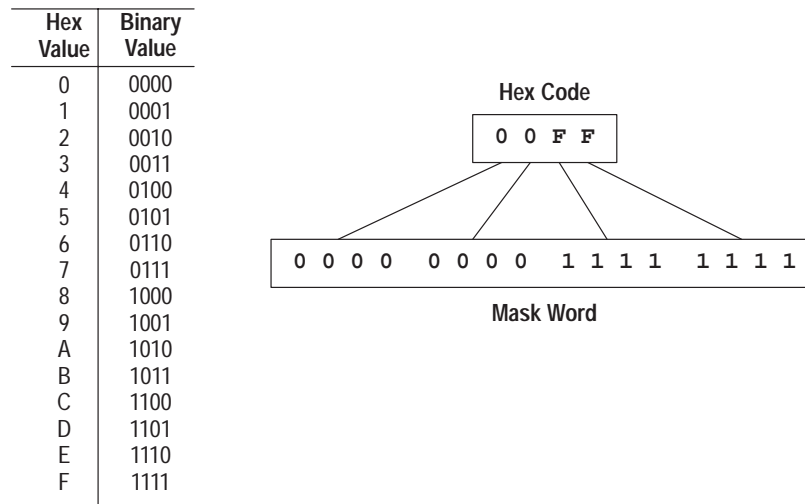 Hex Value Binary Value
0 0000
1 0001
2 0010
3 0011
4 0100
5 0101
6 0110
7 0111
8 1000
9 1001
A 1010
B 1011
C 1100
D 1101
E 1110
F 1111
Hex Code
0 0 F F
0 0 0 0 0 0 0 0 1 1 1 1 1 1 1 1
Mask Word